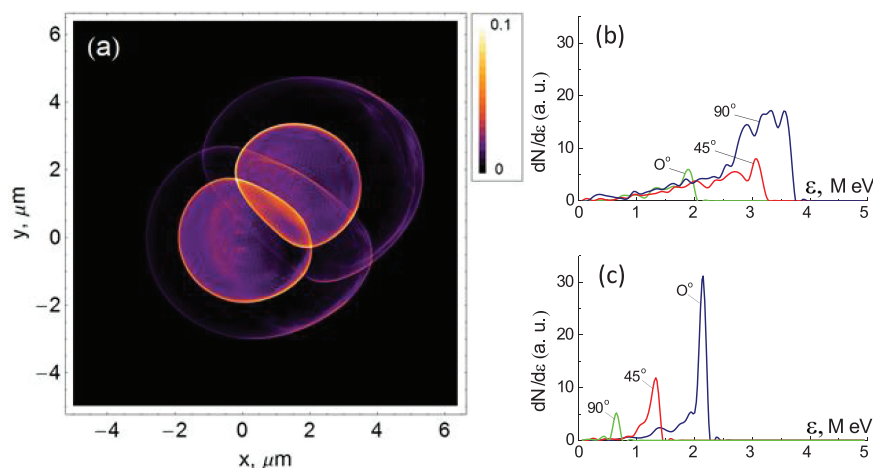 (a)
0.1
0
6
4
2
0
−2
−4
y, μm
−4 −2 0 2 4 6
x, μm
(b)
30
20
10
0
dN/dε (a. u.)
O°
45°
90°
ε, MeV
0 1 2 3 4 5
(c)
30
20
10
0
dN/dε (a. u.)
90°
45°
O°
ε, MeV
0 1 2 3 4 5